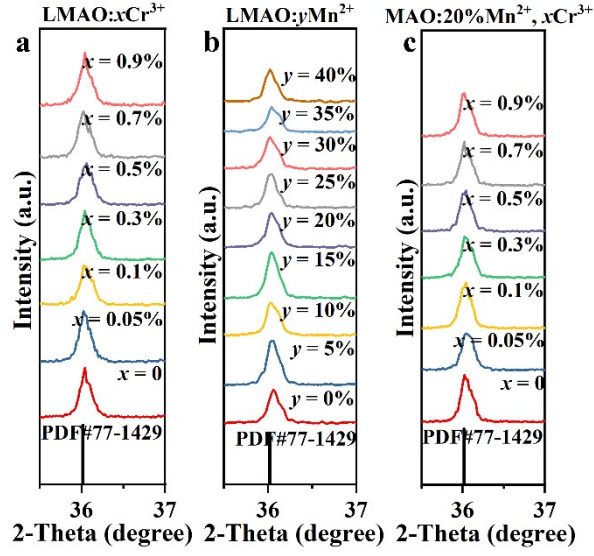 a
LMAO:xCr³⁺
x = 0.9%
x = 0.7%
x = 0.5%
x = 0.3%
x = 0.1%
x = 0.05%
x = 0
PDF#77-1429
Intensity (a.u.)
36
37
2-Theta (degree)
b
LMAO:yMn²⁺
y = 40%
y = 35%
y = 30%
y = 25%
y = 20%
y = 15%
y = 10%
y = 5%
y = 0%
PDF#77-1429
Intensity (a.u.)
36
37
2-Theta (degree)
c
MAO:20%Mn²⁺, xCr³⁺
x = 0.9%
x = 0.7%
x = 0.5%
x = 0.3%
x = 0.1%
x = 0.05%
x = 0
PDF#77-1429
Intensity (a.u.)
36
37
2-Theta (degree)